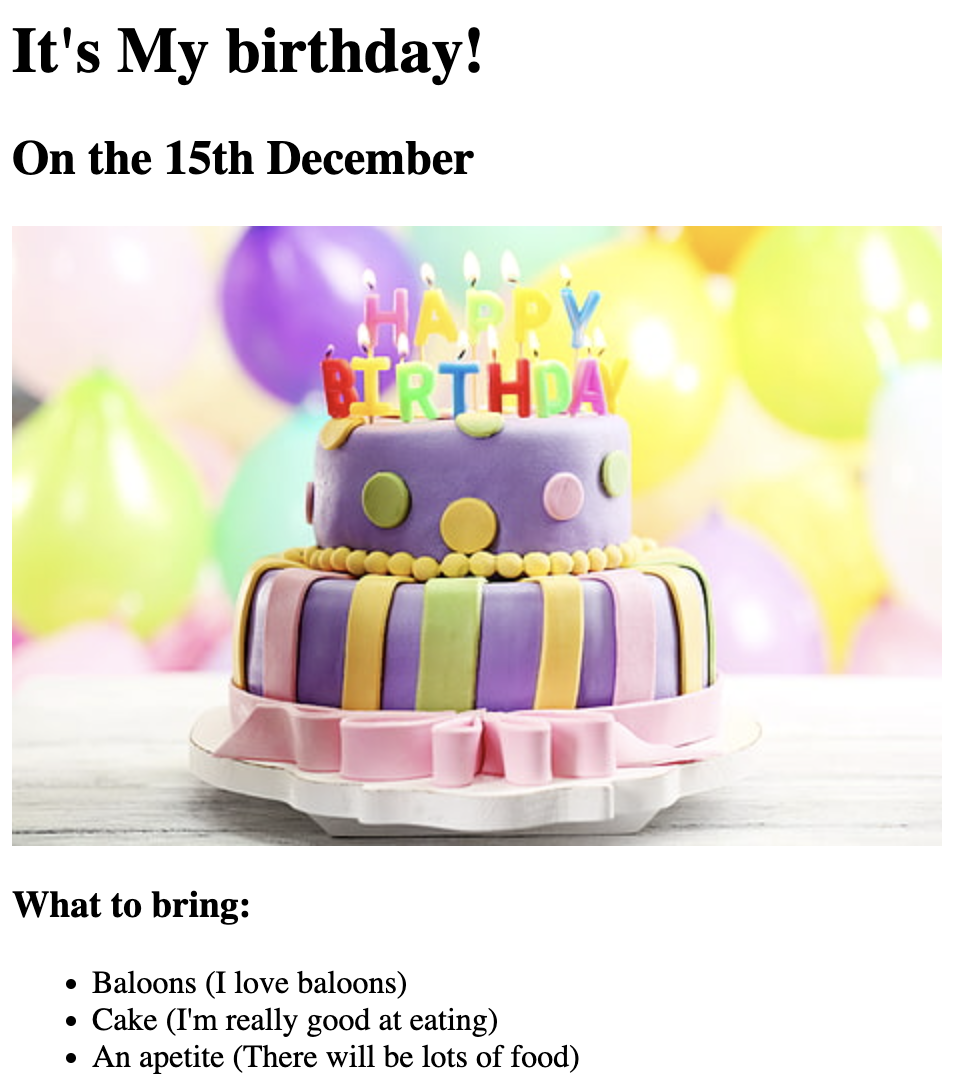 It's My birthday!
On the 15th December
HAPPY
BIRTHDAY
What to bring:
Baloons (I love baloons)
Cake (I'm really good at eating)
An apetite (There will be lots of food)